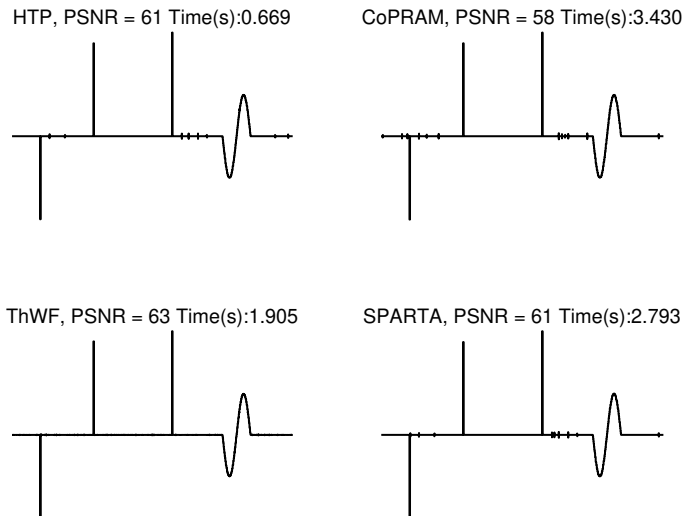 HTP, PSNR = 61 Time(s):0.669
CoPRAM, PSNR = 58 Time(s):3.430
ThWF, PSNR = 63 Time(s):1.905
SPARTA, PSNR = 61 Time(s):2.793